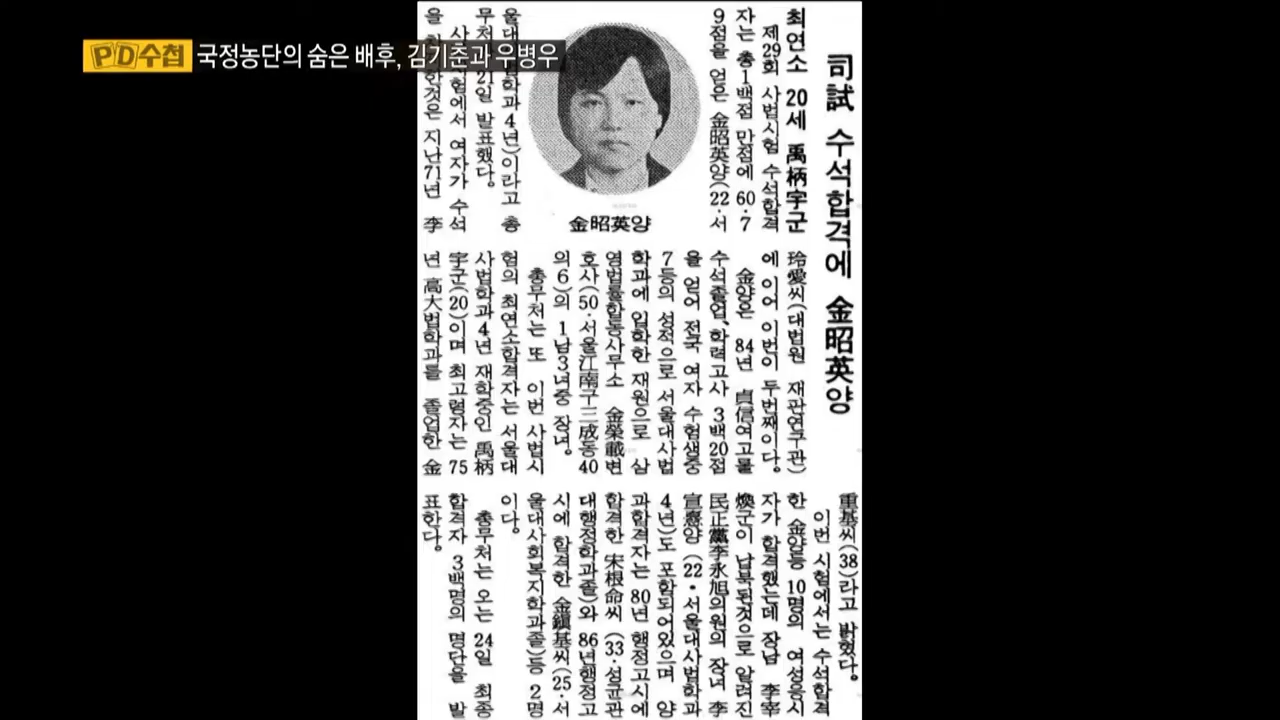 PD수첩 국정농단의 숨은 배후, 김기춘과 우병우
司試 수석합격에 金昭英양
최연소 20세 禹柄宇군
제29회 사법시험 수석합격
자는 총1백점 만점에 60·7
9점을 얻은 金昭英양(22·서
울대 법학과4년)이라고 총
무처 21일 발표했다.
사 험에서 여자가 수석
을 한것은 지난71년 李
金昭英양
玲愛씨(대법원 재판연구관)
에 이어 이번이 두번째이다.
金양은 84년 貞信여고를
수석졸업、학력고사 3백20점
을 얻어 전국 여자 수험생중
7등의 성적으로 서울대사법
학과에 입학한 재원으로 삼
영법률합동사무소 金榮載변
호사(50·서울江南구三成동40
의6)의 1남3녀중 장녀。
총무처는 또 이번 사법시
험의 최연소합격자는 서울대
사법학과4년 재학중인 禹柄
宇군(20)이며 최고령자는 75
년 高大법학과를 졸업한 金
重基씨(38)라고 밝혔다。
이번 시험에서는 수석합격
한 金양등 10명의 여성응시
자가 합격했는데 장남 李宰
煥군이 납북된것으로 알려진
民正黨李永旭의원의 장녀 李
宣憙양(22·서울대사법학과
4년)도 포함되어있으며 양
과합격자는 80년 행정고시에
합격한 宋根命씨(33·성균관
대행정학과졸)와 86년행정고
시에 합격한 金鎭基씨(25·서
울대사회복지학과졸)등 2명
이다。
총무처는 오는 24일 최종
합격자 3백명의 명단을 발
표한다。